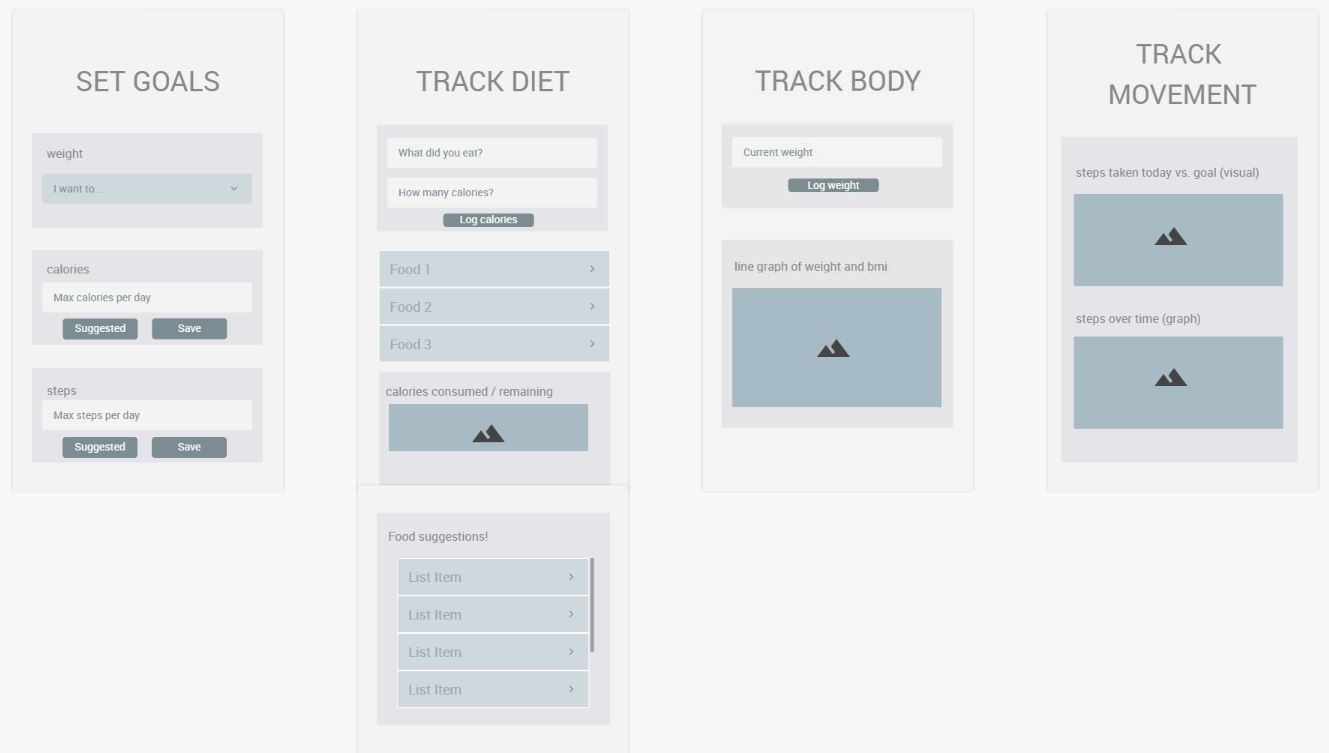 SET GOALS
weight
I want to...
calories
Max calories per day
Suggested
Save
steps
Max steps per day
Suggested
Save
TRACK DIET
What did you eat?
How many calories?
Log calories
Food 1
Food 2
Food 3
calories consumed / remaining
Food suggestions!
List Item
List Item
List Item
List Item
TRACK BODY
Current weight
Log weight
line graph of weight and bmi
TRACK
MOVEMENT
steps taken today vs. goal (visual)
steps over time (graph)